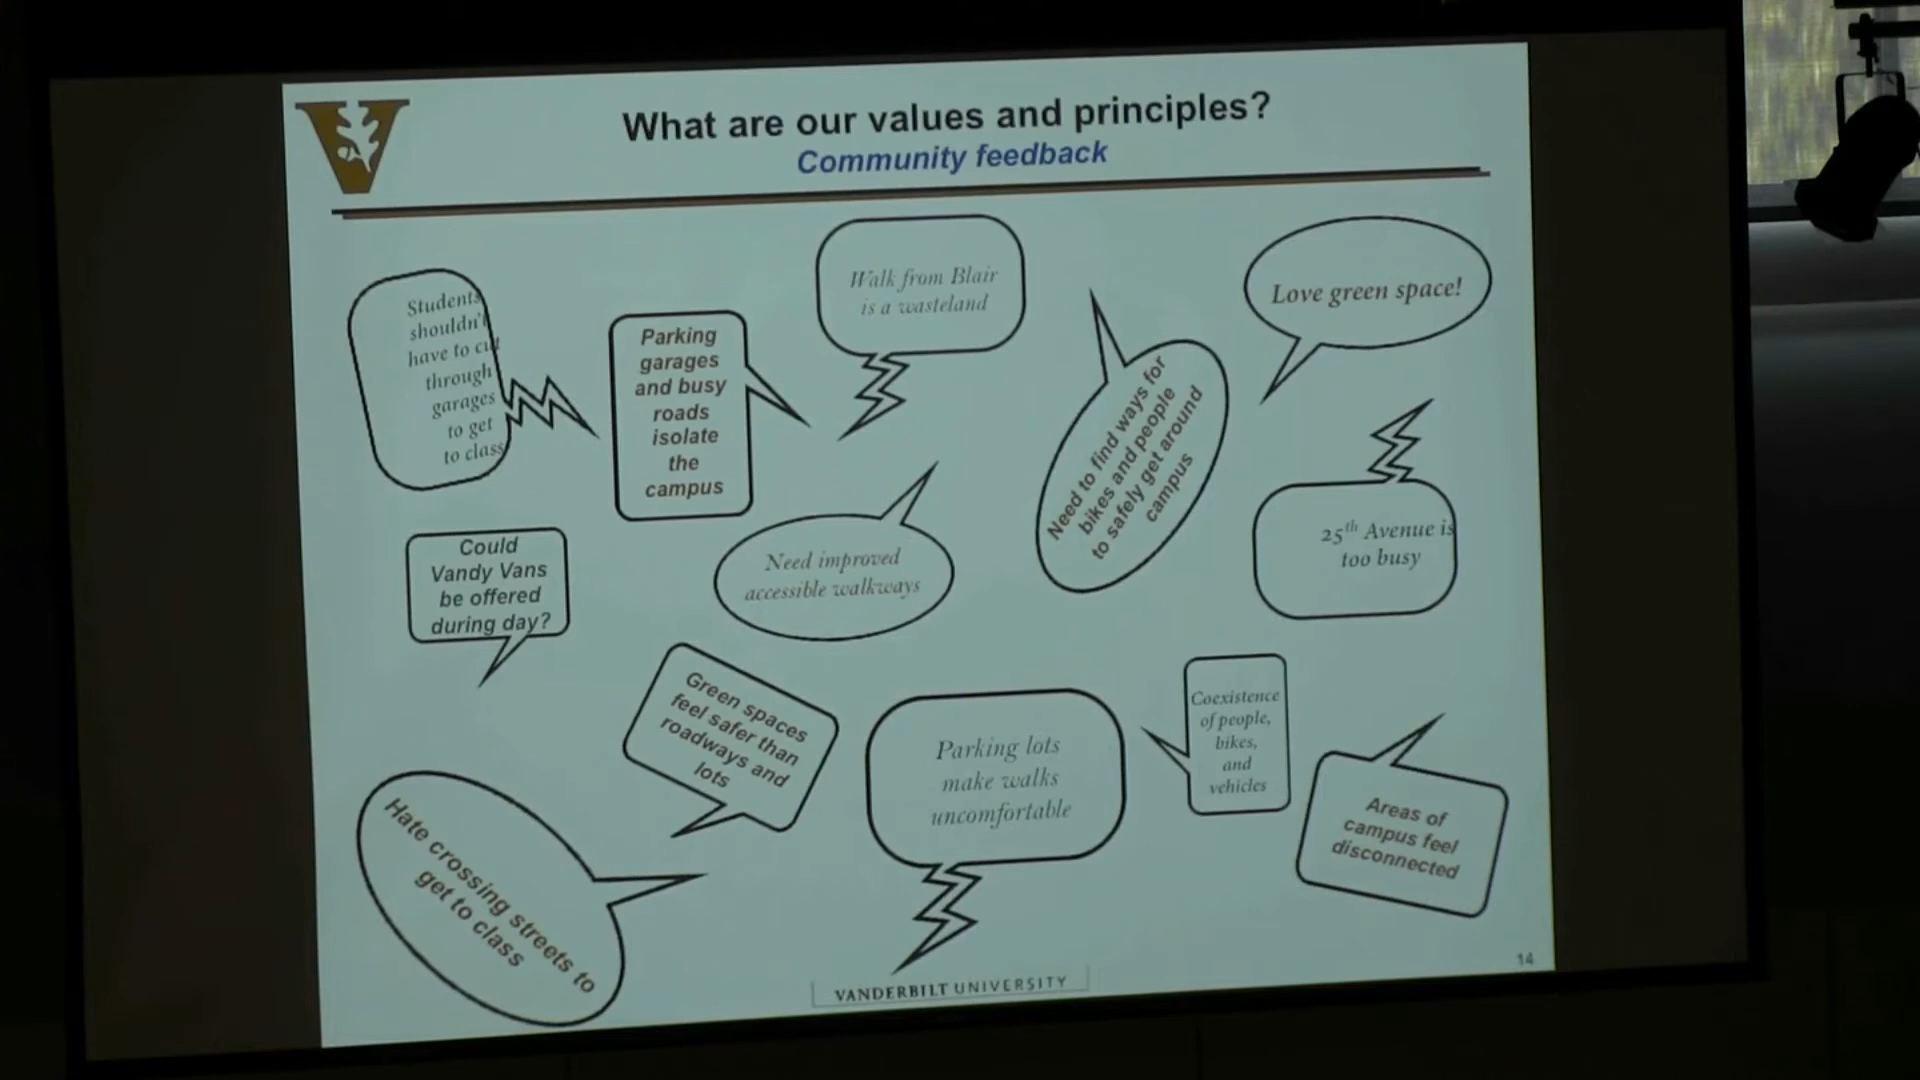 What are our values and principles?
Community feedback
Students
shouldn't
have to cut
through
garages
to get
to class
Parking
garages
and busy
roads
isolate
the
campus
Walk from Blair
is a wasteland
Need to find ways for
bikes and people
to safely get around
campus
Love green space!
25th Avenue is
too busy
Could
Vandy Vans
be offered
during day?
Need improved
accessible walkways
Green spaces
feel safer than
roadways and
lots
Parking lots
make walks
uncomfortable
Coexistence
of people,
bikes,
and
vehicles
Areas of
campus feel
disconnected
Hate crossing streets to
get to class
VANDERBILT UNIVERSITY
14